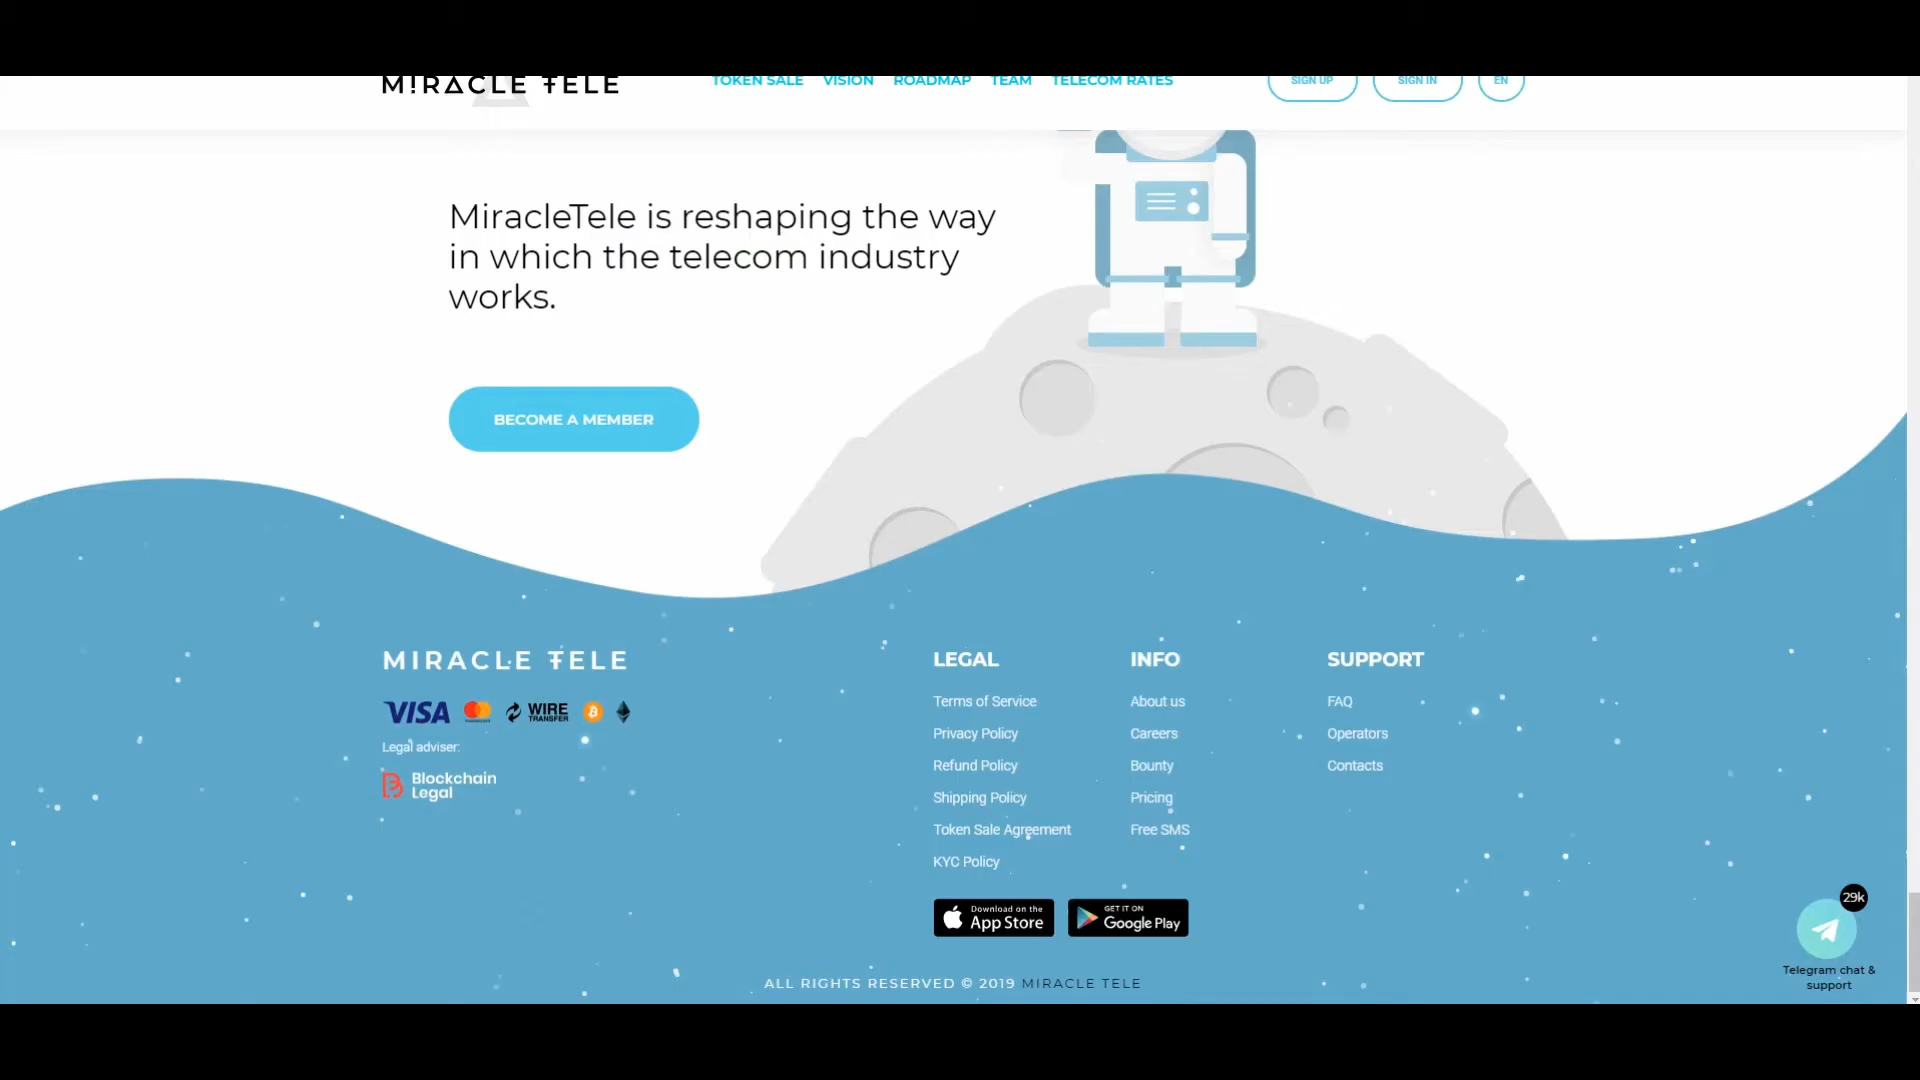 M!RACLE TELE
TOKEN SALE VISION ROADMAP TEAM TELECOM RATES
SIGN UP SIGN IN EN
MiracleTele is reshaping the way
in which the telecom industry
works.
BECOME A MEMBER
MIRACLE TELE
VISA WIRE TRANSFER
Legal adviser:
Blockchain
Legal
LEGAL
Terms of Service
Privacy Policy
Refund Policy
Shipping Policy
Token Sale Agreement
KYC Policy
INFO
About us
Careers
Bounty
Pricing
Free SMS
SUPPORT
FAQ
Operators
Contacts
Download on the
App Store
GET IT ON
Google Play
29k
Telegram chat &
support
ALL RIGHTS RESERVED © 2019 MIRACLE TELE